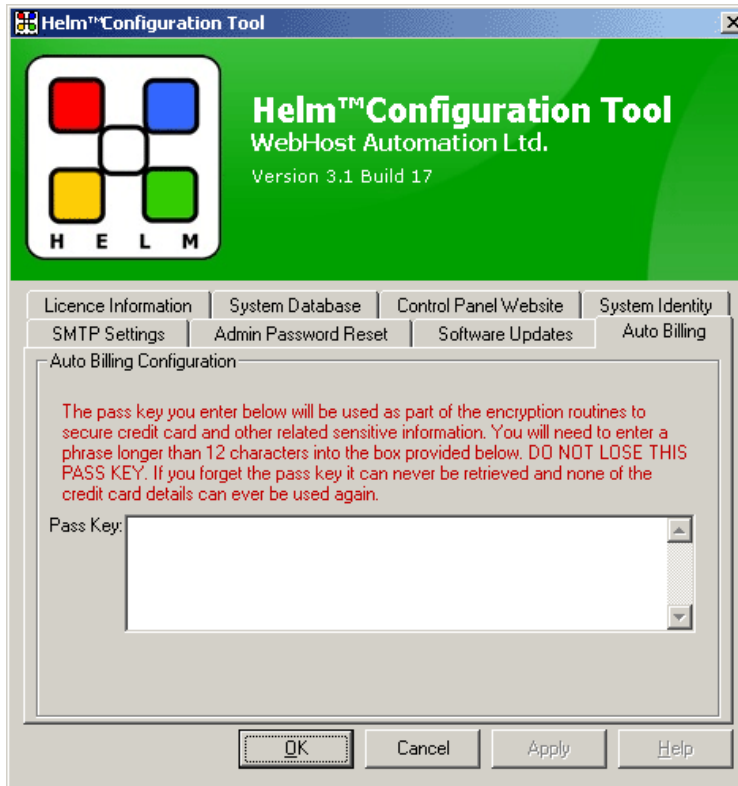 Helm™Configuration Tool
Helm™Configuration Tool
WebHost Automation Ltd.
Version 3.1 Build 17
H E L M
Licence Information System Database Control Panel Website System Identity
SMTP Settings Admin Password Reset Software Updates Auto Billing
Auto Billing Configuration
The pass key you enter below will be used as part of the encryption routines to
secure credit card and other related sensitive information. You will need to enter a
phrase longer than 12 characters into the box provided below. DO NOT LOSE THIS
PASS KEY. If you forget the pass key it can never be retrieved and none of the
credit card details can ever be used again.
Pass Key:
OK Cancel Apply Help